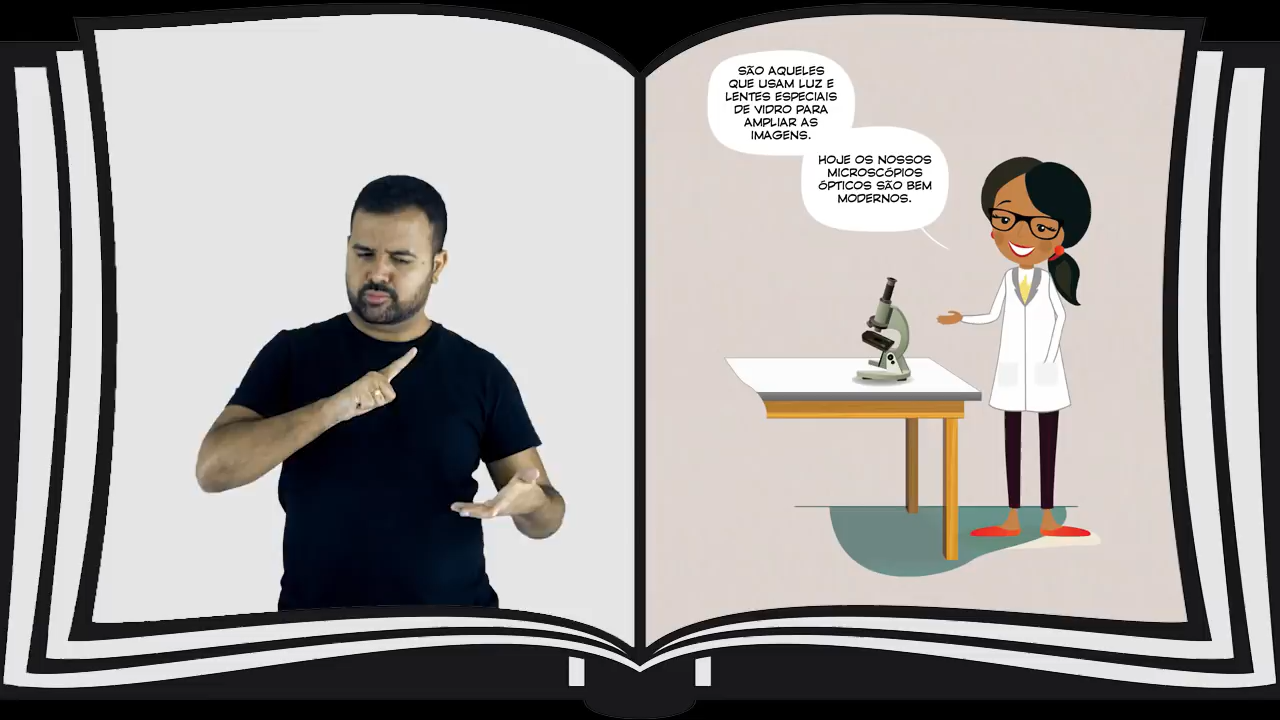 SÃO AQUELES
QUE USAM LUZ E
LENTES ESPECIAIS
DE VIDRO PARA
AMPLIAR AS
IMAGENS.
HOJE OS NOSSOS
MICROSCÓPIOS
ÓPTICOS SÃO BEM
MODERNOS.